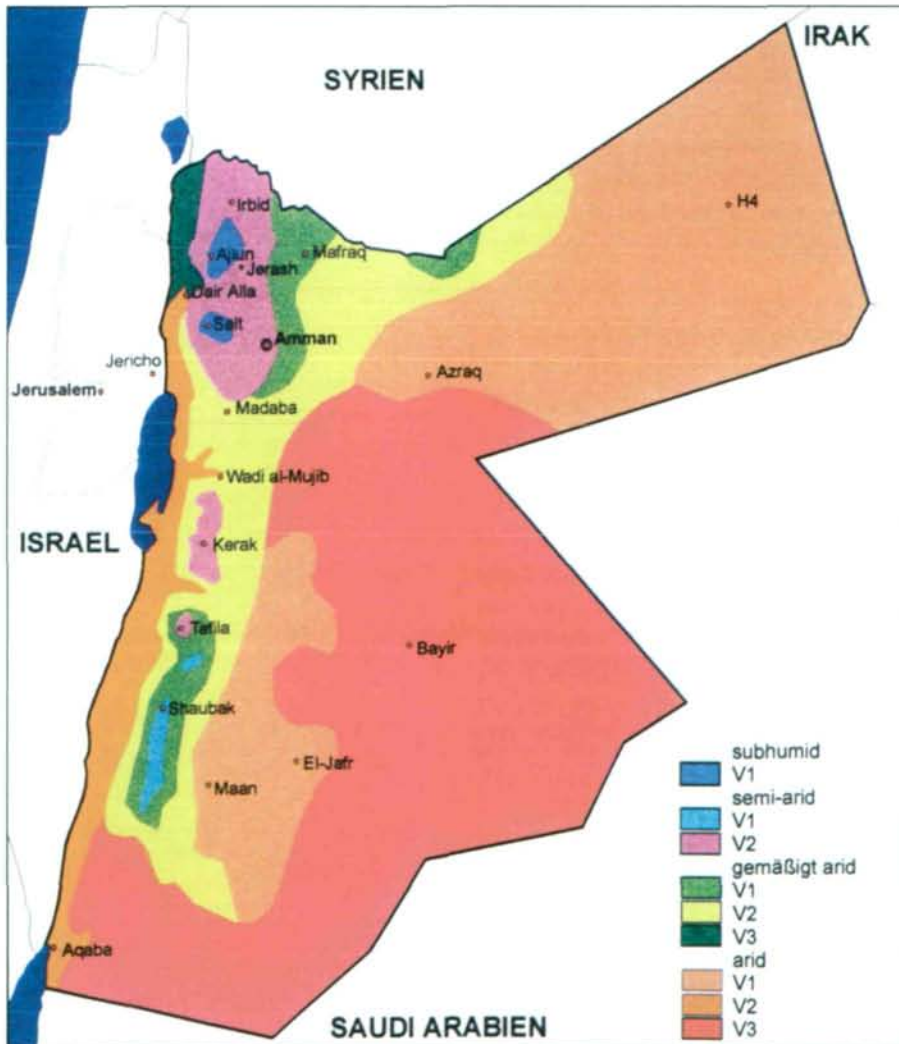 IRAK
SYRIEN
Irbid
H4
Ajlun
Mafraq
Jerash
Dair Alla
Salt
Amman
Jericho
Azraq
Jerusalem
Madaba
Wadi al-Mujib
ISRAEL
Kerak
Tafila
Bayir
Shaubak
El-Jafr
Maan
Aqaba
SAUDI ARABIEN
subhumid
V1
semi-arid
V1
V2
gemäßigt arid
V1
V2
V3
arid
V1
V2
V3